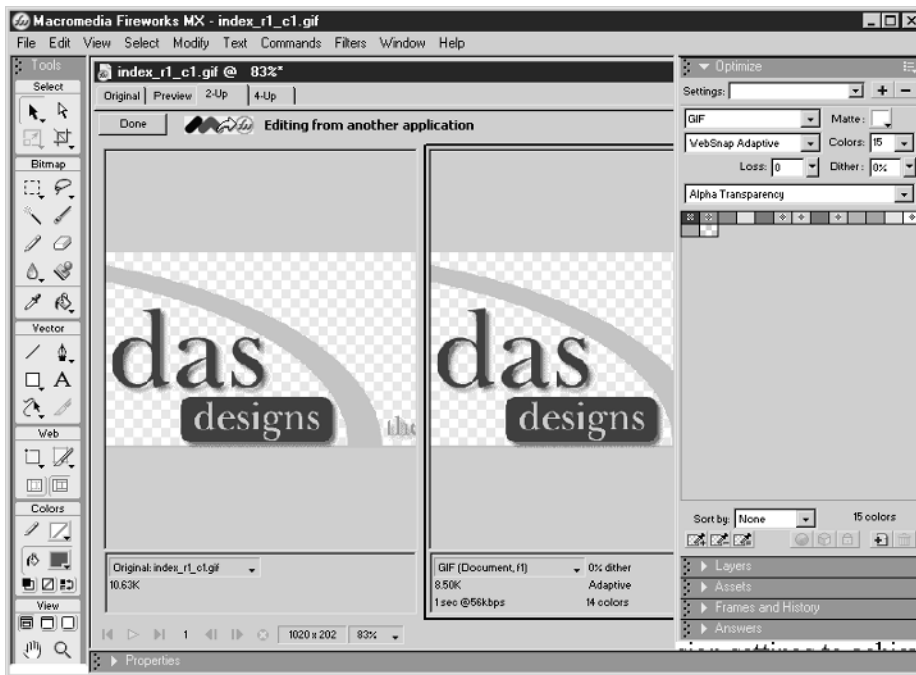 Macromedia Fireworks MX - index_r1_c1.gif
File Edit View Select Modify Text Commands Filters Window Help
Tools
Select
Bitmap
Vector
A
Web
Colors
View
index_r1_c1.gif @ 83%*
Original Preview 2-Up 4-Up
Done Editing from another application
das
designs
the
das
designs
Original: index_r1_c1.gif
10.63K
GIF (Document, f1) 0% dither
8.50K Adaptive
1 sec @56kbps 14 colors
1 1020 x 202 83%
Properties
Optimize
Settings:
GIF Matte:
WebSnap Adaptive Colors: 15
Loss: 0 Dither: 0%
Alpha Transparency
Sort by: None 15 colors
Layers
Assets
Frames and History
Answers